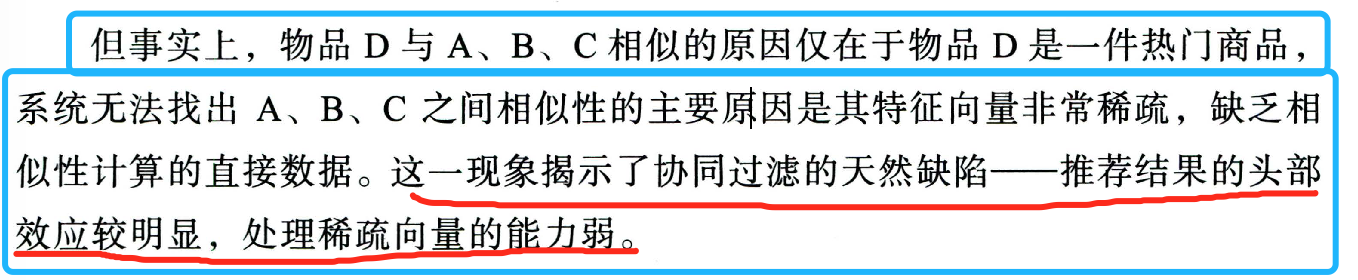 但事实上，物品 D 与 A、B、C 相似的原因仅在于物品 D 是一件热门商品，
系统无法找出 A、B、C 之间相似性的主要原因是其特征向量非常稀疏，缺乏相
似性计算的直接数据。这一现象揭示了协同过滤的天然缺陷——推荐结果的头部
效应较明显，处理稀疏向量的能力弱。